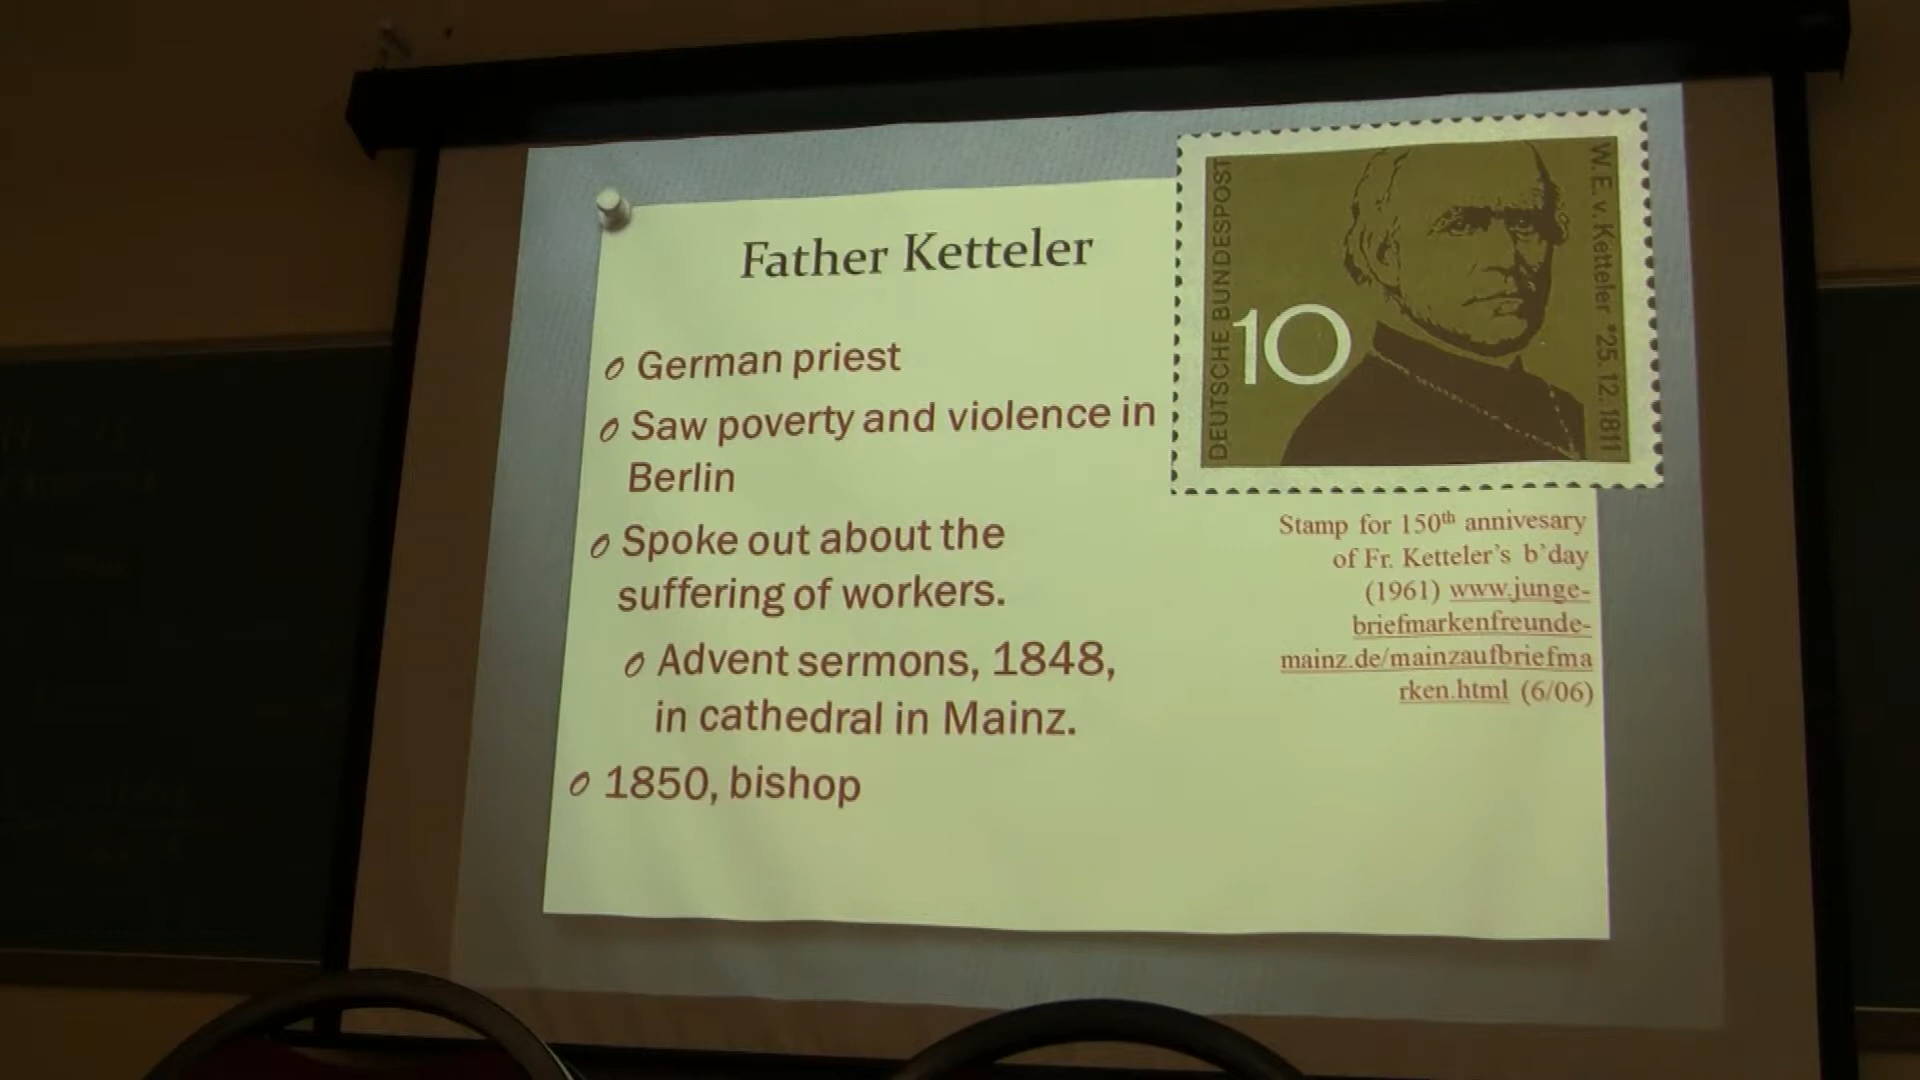 Father Ketteler
German priest
Saw poverty and violence in
Berlin
Spoke out about the
suffering of workers.
Advent sermons, 1848,
in cathedral in Mainz.
1850, bishop
DEUTSCHE BUNDESPOST
10
W. E. v. Ketteler *25. 12. 1811
Stamp for 150th annivesary
of Fr. Ketteler's b'day
(1961) www.junge-
briefmarkenfreunde-
mainz.de/mainzaufbriefma
rken.html (6/06)